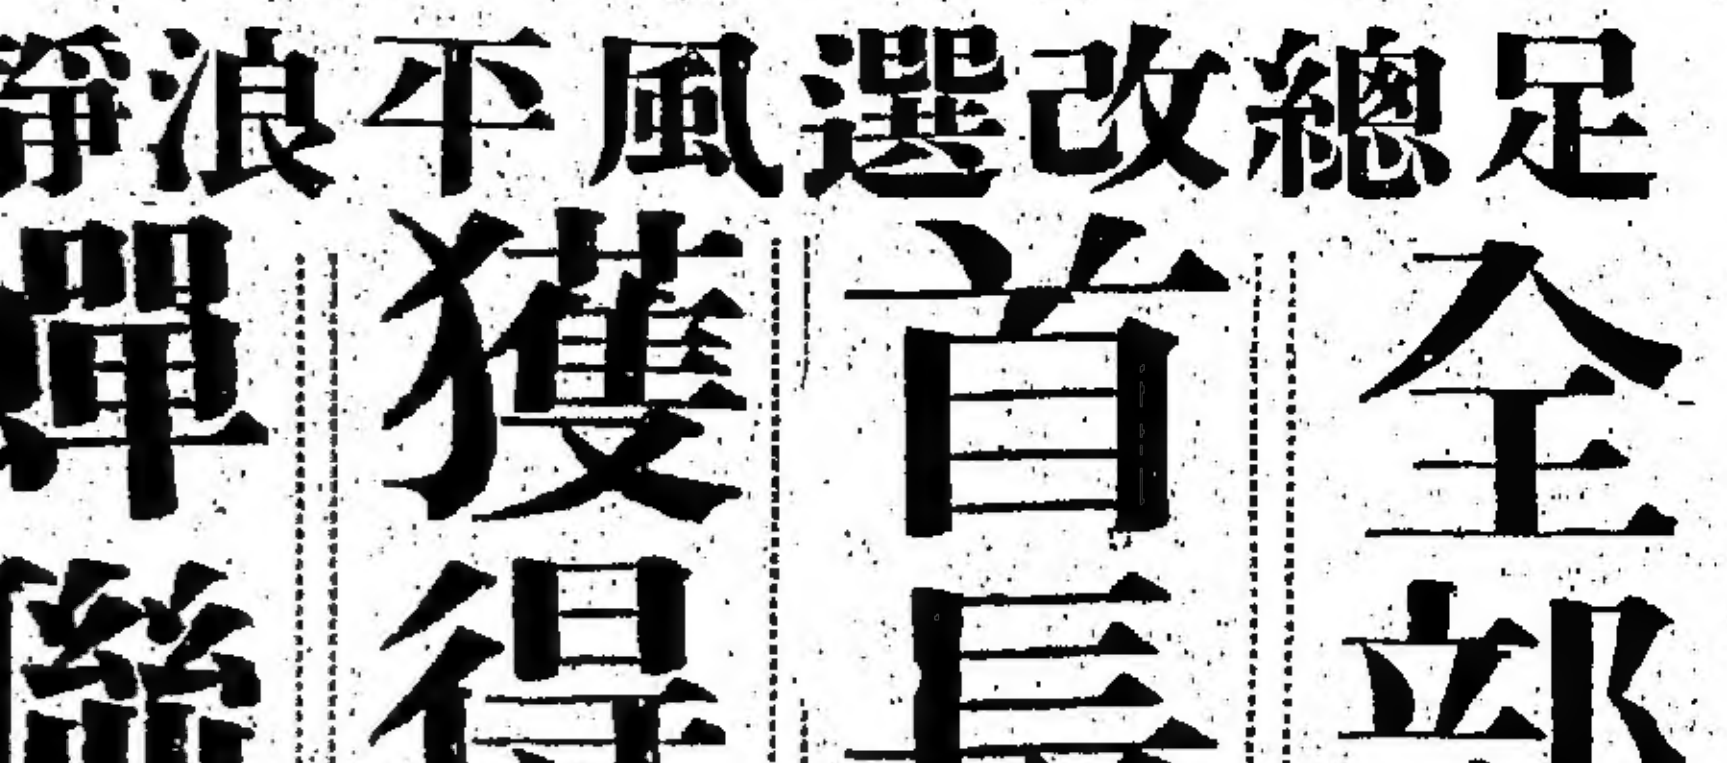 足總改選風平浪靜
全部
首長
獲得
蟬聯